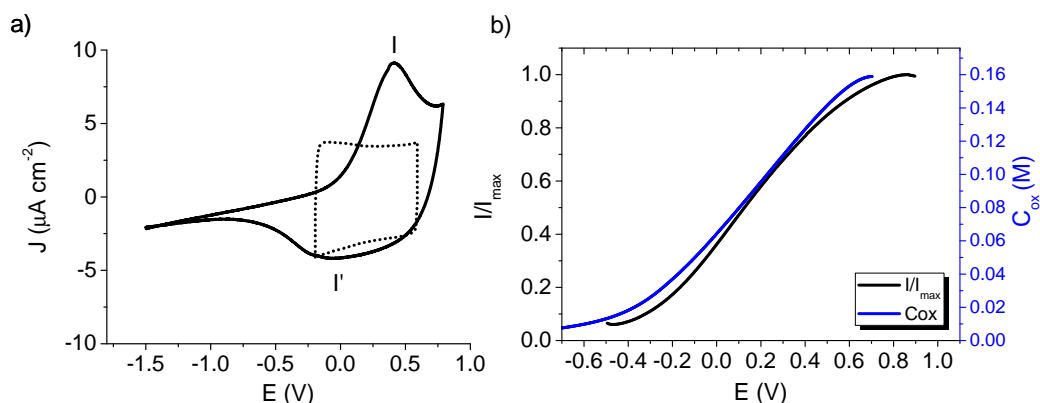 a)
10
5
0
-5
-10
J (μA cm⁻²)
I
I'
-1.5 -1.0 -0.5 0.0 0.5 1.0
E (V)
b)
1.0
0.8
0.6
0.4
0.2
0.0
I/Imax
0.16
0.14
0.12
0.10
0.08
0.06
0.04
0.02
0.00
Cox (M)
I/Imax
Cox
-0.6 -0.4 -0.2 0.0 0.2 0.4 0.6 0.8 1.0
E (V)